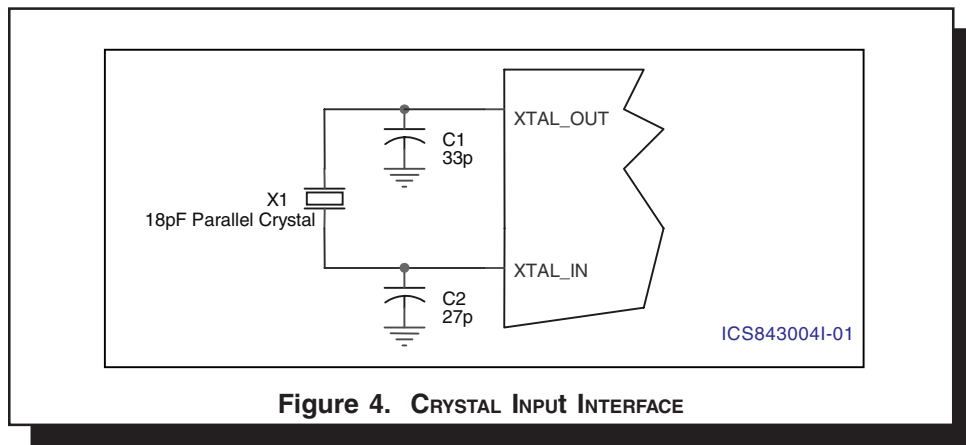 XTAL_OUT
C1
33p
X1
18pF Parallel Crystal
XTAL_IN
C2
27p
ICS843004I-01
Figure 4. CRYSTAL INPUt INTERFACE